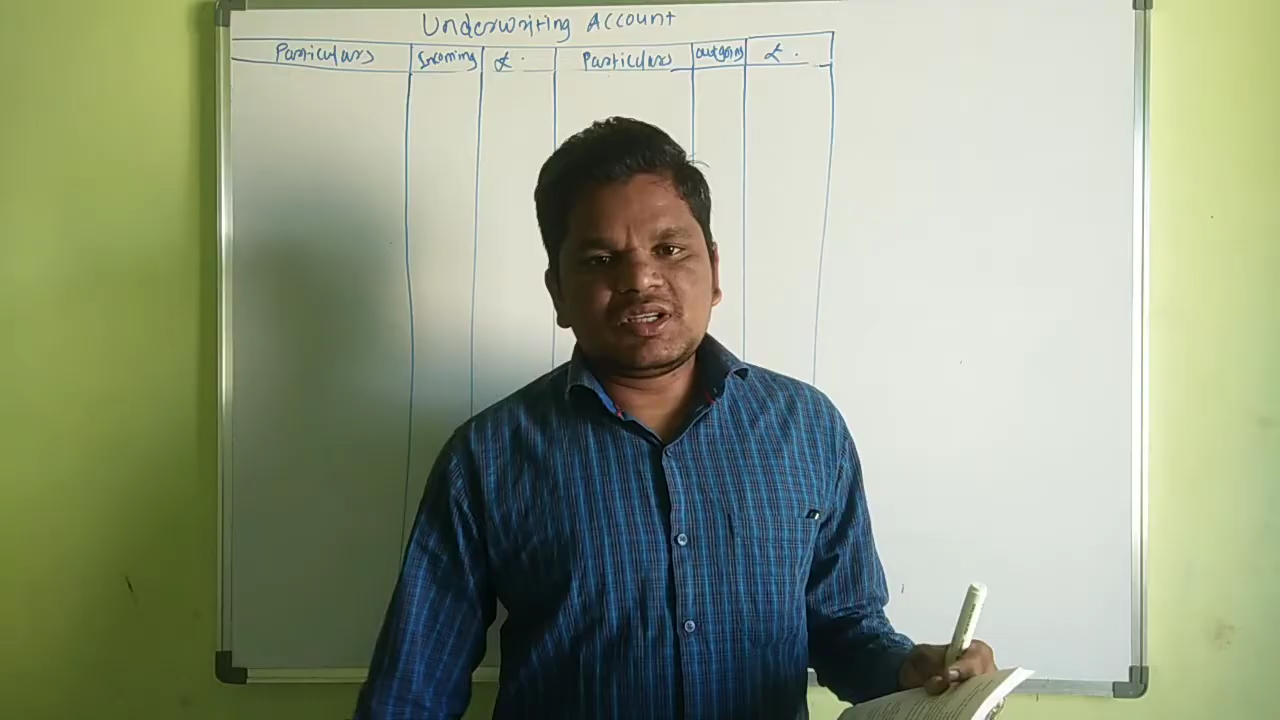 Underwriting Account
Particulars Incoming ₤. Particulars outgoing ₤.